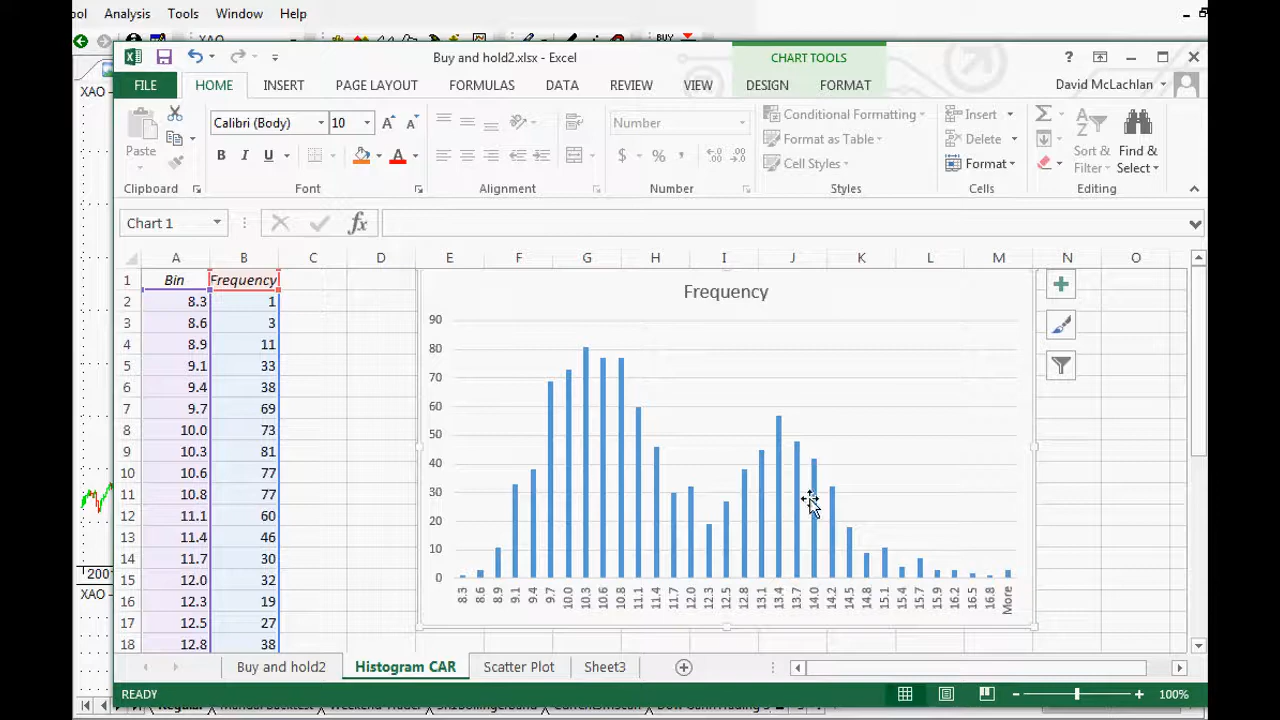 ol Analysis Tools Window Help
XAO BUY
Buy and hold2.xlsx - Excel
CHART TOOLS
FILE HOME INSERT PAGE LAYOUT FORMULAS DATA REVIEW VIEW DESIGN FORMAT
David McLachlan
Paste
Calibri (Body) 10
Number
Conditional Formatting
Format as Table
Cell Styles
Insert
Delete
Format
Sort &
Filter
Find &
Select
Clipboard Font Alignment Number Styles Cells Editing
Chart 1
A B C D E F G H I J K L M N O
1 Bin Frequency
2 8.3 1
3 8.6 3
4 8.9 11
5 9.1 33
6 9.4 38
7 9.7 69
8 10.0 73
9 10.3 81
10 10.6 77
11 10.8 77
12 11.1 60
13 11.4 46
14 11.7 30
15 12.0 32
16 12.3 19
17 12.5 27
18 12.8 38
Frequency
90
80
70
60
50
40
30
20
10
0
8.3 8.6 8.9 9.1 9.4 9.7 10.0 10.3 10.6 10.8 11.1 11.4 11.7 12.0 12.3 12.5 12.8 13.1 13.4 13.7 14.0 14.2 14.5 14.8 15.1 15.4 15.7 15.9 16.2 16.5 16.8 More
XAO
200
XAO
Buy and hold2 Histogram CAR Scatter Plot Sheet3
READY
100%